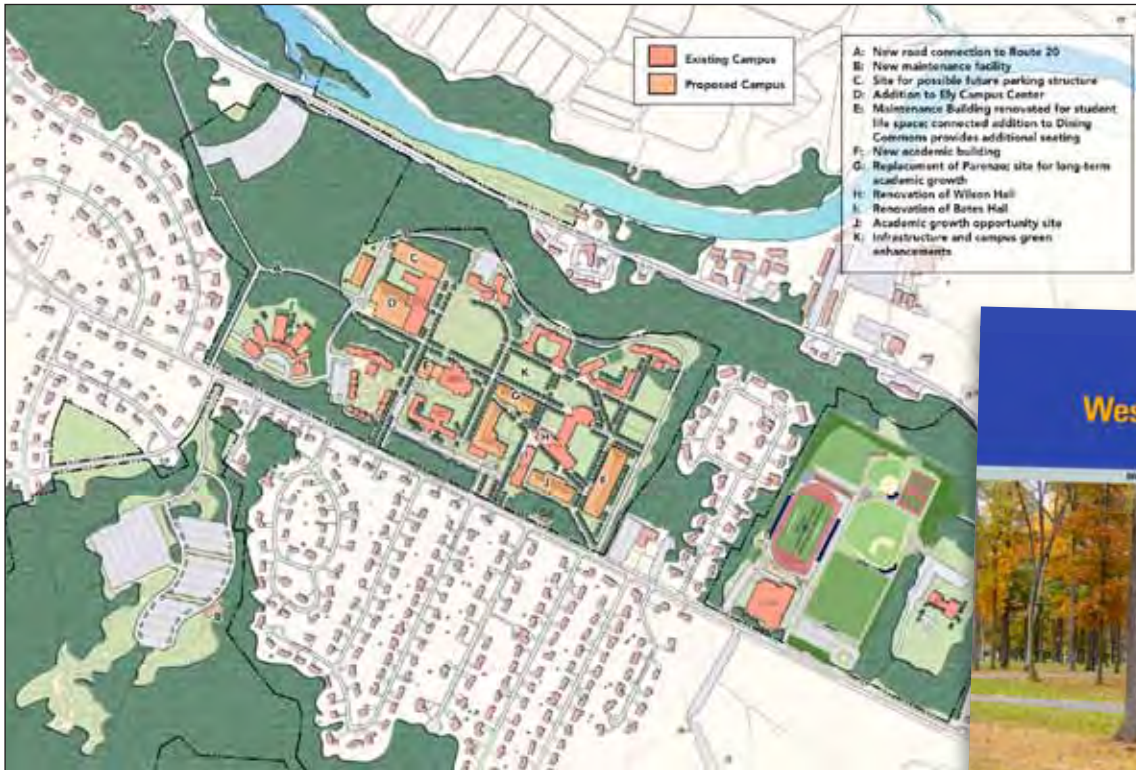 Existing Campus
Proposed Campus
A: New road connection to Route 20
B: New maintenance facility
C: Site for possible future parking structure
D: Addition to Ely Campus Center
E: Maintenance Building renovated for student
life space; connected addition to Dining
Commons provides additional seating
F: New academic building
G: Replacement of Parenzo; site for long-term
academic growth
H: Renovation of Wilson Hall
I: Renovation of Bates Hall
J: Academic growth opportunity site
K: Infrastructure and campus green
enhancements
C
D
K
G
H
J
Wes